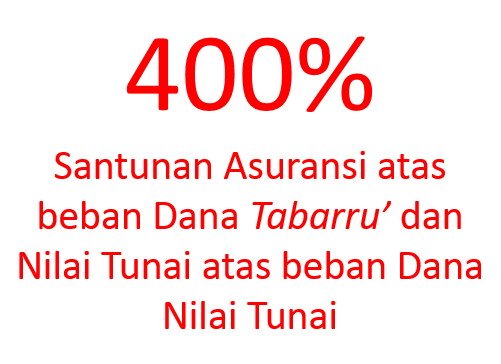 400%
Santunan Asuransi atas
beban Dana Tabarru’ dan
Nilai Tunai atas beban Dana
Nilai Tunai